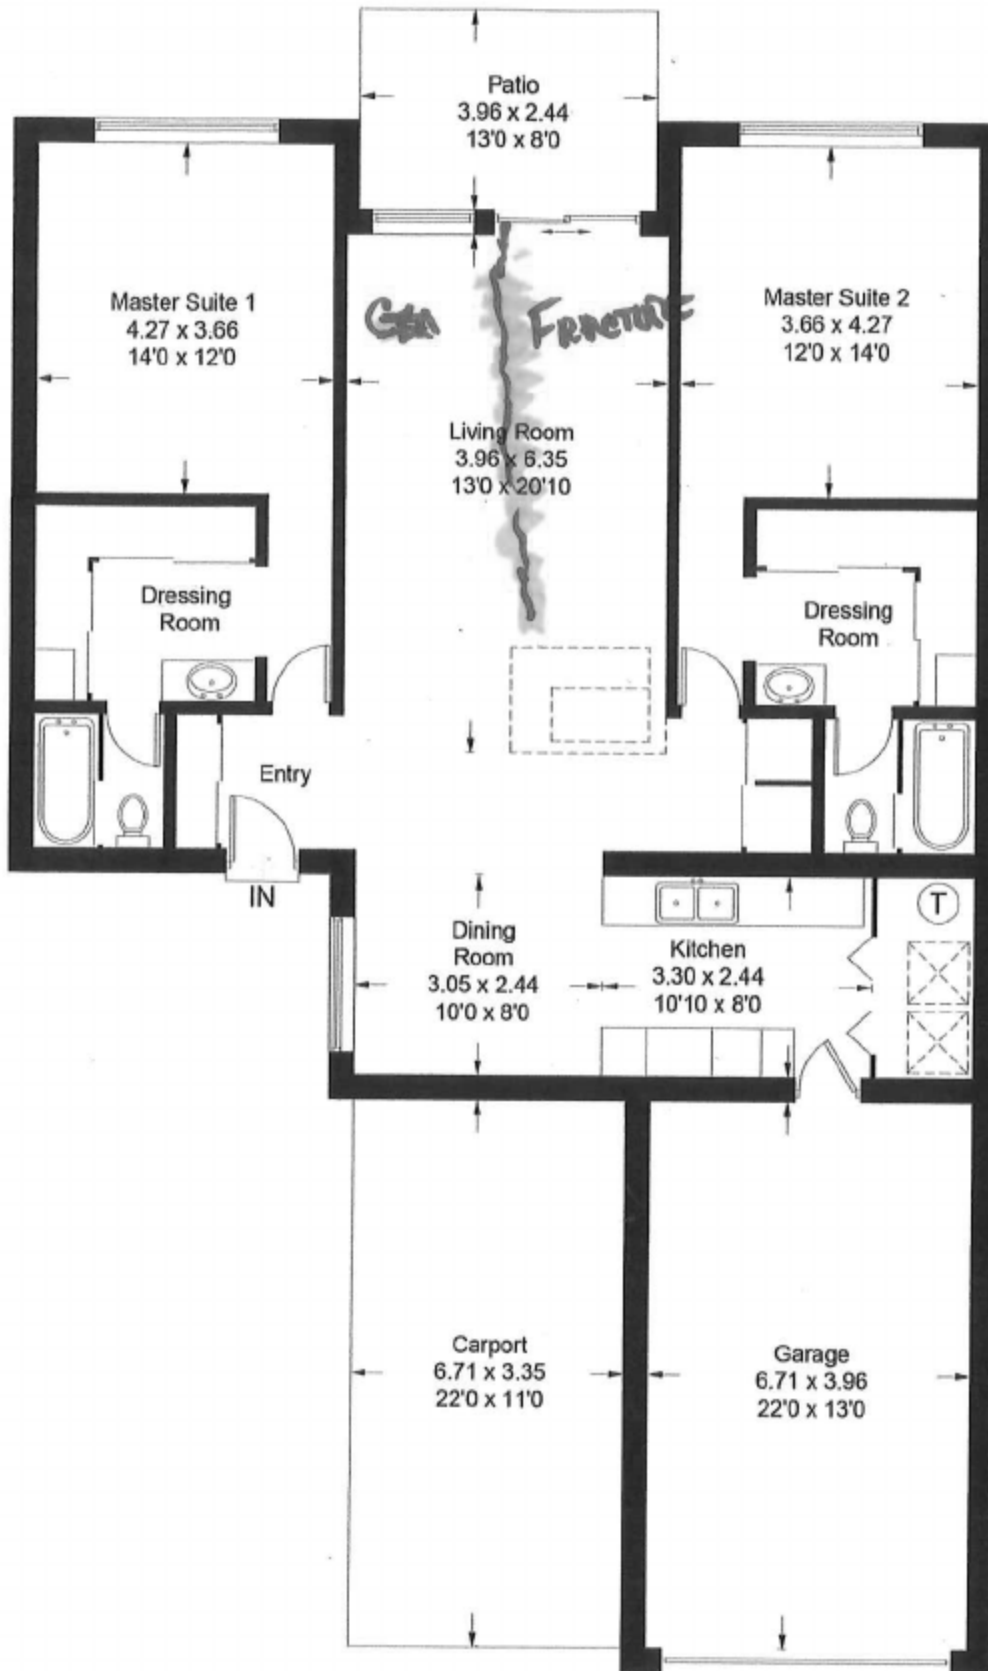 Patio
3.96 x 2.44
13'0 x 8'0
Master Suite 1
4.27 x 3.66
14'0 x 12'0
FRACTURE
Master Suite 2
3.66 x 4.27
12'0 x 14'0
Living Room
3.96 x 6.35
13'0 x 20'10
Dressing
Room
Dressing
Room
Entry
IN
Dining
Room
3.05 x 2.44
10'0 x 8'0
Kitchen
3.30 x 2.44
10'10 x 8'0
T
Carport
6.71 x 3.35
22'0 x 11'0
Garage
6.71 x 3.96
22'0 x 13'0